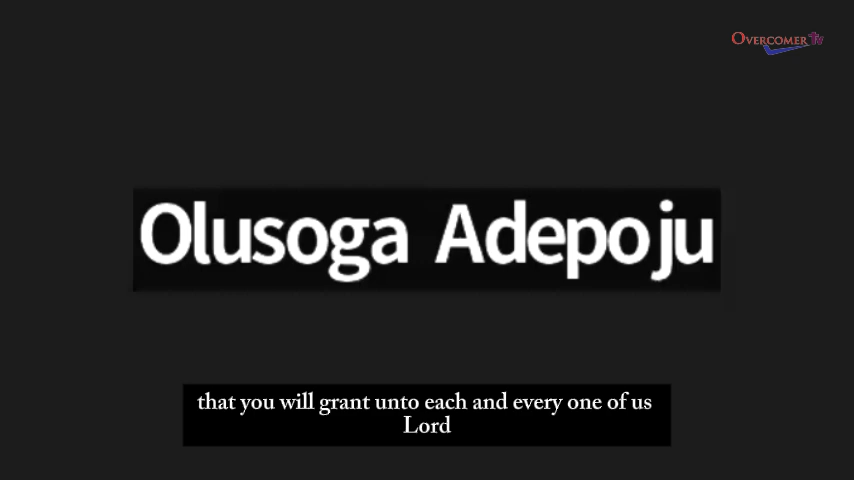 OVERCOMER TV
Olusoga Adepoju
that you will grant unto each and every one of us
Lord